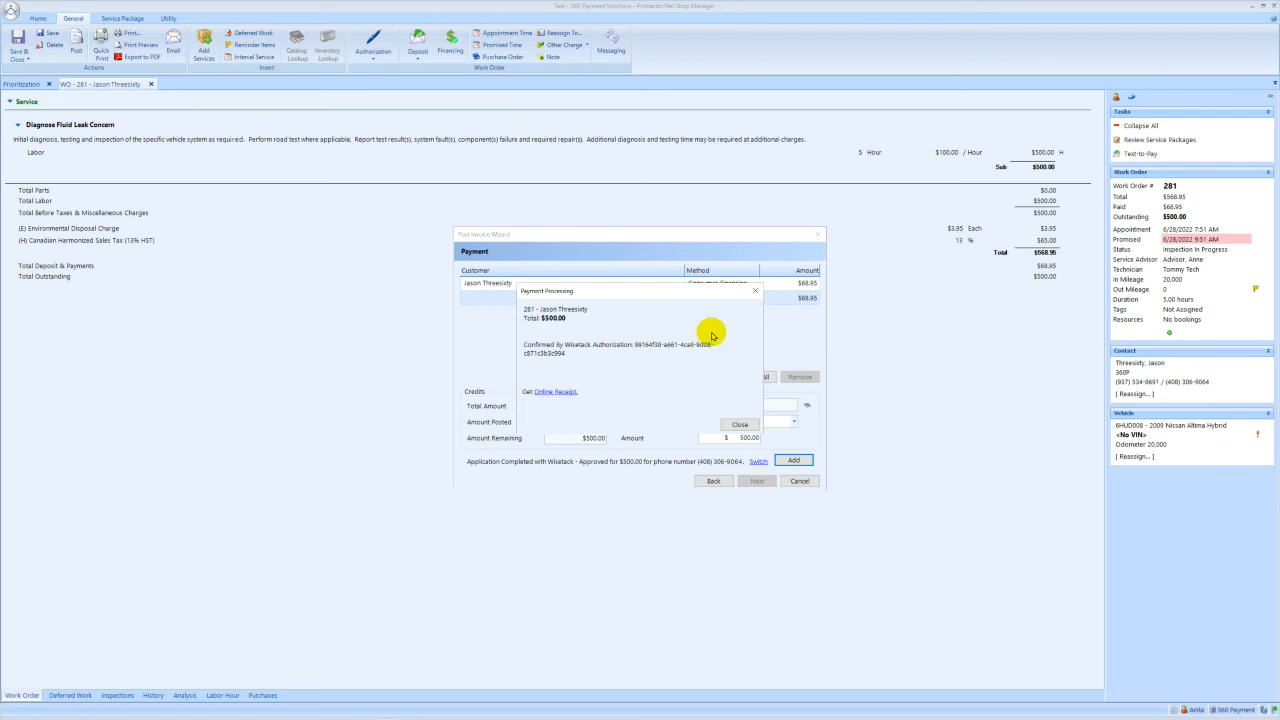 Test - 360 Payment Solutions - Protractor.Net Shop Manager
Home General Service Package Utility
Save & Close Save Delete Post Quick Print Print... Print Preview Export to PDF Email Add Services Deferred Work Reminder Items Internal Service Catalog Lookup Inventory Lookup Authorization Deposit Financing Appointment Time Promised Time Purchase Order Reassign To... Other Charge Note Messaging
Actions Insert Work Order
Prioritization WO - 281 - Jason Threesixty
Service
Diagnose Fluid Leak Concern
Initial diagnosis, testing and inspection of the specific vehicle system as required. Perform road test where applicable. Report test result(s), fault(s), component(s) failure and required repair(s). Additional diagnosis and testing time may be required at additional charges.
Labor 5 Hour $100.00 / Hour $500.00 H
Sub $500.00
Total Parts $0.00
Total Labor $500.00
Total Before Taxes & Miscellaneous Charges $500.00
(E) Environmental Disposal Charge $3.95 Each $3.95
(H) Canadian Harmonized Sales Tax (13% HST) 13 % $65.00
Total $568.95
Total Deposit & Payments $68.95
Total Outstanding $500.00
Post Invoice Wizard
Payment
Customer Method Amount
Jason Threesixty Consumer Financing $68.95
$68.95
Payment Processing
281 - Jason Threesixty
Total: $500.00
Confirmed By Wisetack Authorization: 99164f38-a661-4ca8-9d08-
c871c3b3c994
Get Online Receipt.
Close
All Remove
Credits
Total Amount
Amount Posted
Amount Remaining $500.00 Amount $ 500.00
Application Completed with Wisetack - Approved for $500.00 for phone number (408) 306-9064. Switch Add
Back Next Cancel
Tasks
Collapse All
Review Service Packages
Text-to-Pay
Work Order
Work Order # 281
Total $568.95
Paid $68.95
Outstanding $500.00
Appointment 6/28/2022 7:51 AM
Promised 6/28/2022 9:51 AM
Status Inspection In Progress
Service Advisor Advisor, Anne
Technician Tommy Tech
In Mileage 20,000
Out Mileage 0
Duration 5.00 hours
Tags Not Assigned
Resources No bookings
Contact
Threesixty, Jason
360P
(937) 534-8691 / (408) 306-9064
[ Reassign... ]
Vehicle
6HUD008 - 2009 Nissan Altima Hybrid
<No VIN>
Odometer 20,000
[ Reassign... ]
Work Order Deferred Work Inspections History Analysis Labor Hour Purchases
Anita 360 Payment